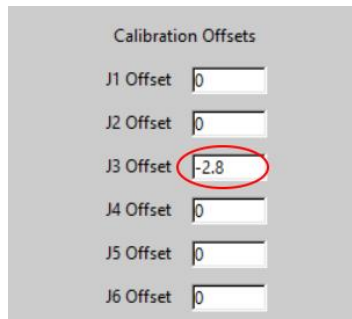 Calibration Offsets
J1 Offset 0
J2 Offset 0
J3 Offset -2.8
J4 Offset 0
J5 Offset 0
J6 Offset 0